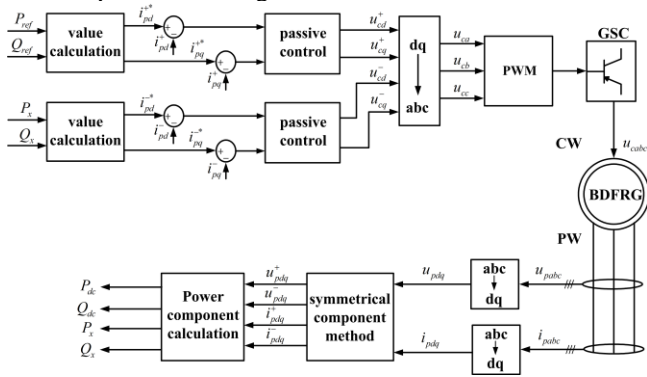 P_ref
Q_ref
value
calculation
i_pd^+*
i_pd^+
i_pq^+*
i_pq^+
passive
control
u_cd^+
u_cq^+
u_cd^-
u_cq^-
dq
abc
u_ca
u_cb
u_cc
PWM
GSC
P_x
Q_x
value
calculation
i_pd^-*
i_pd^-
i_pq^-*
i_pq^-
passive
control
CW
u_cabc
BDFRG
PW
P_dc
Q_dc
P_x
Q_x
Power
component
calculation
u_pdq^+
u_pdq^-
i_pdq^+
i_pdq^-
symmetrical
component
method
u_pdq
abc
dq
u_pabc
i_pdq
abc
dq
i_pabc